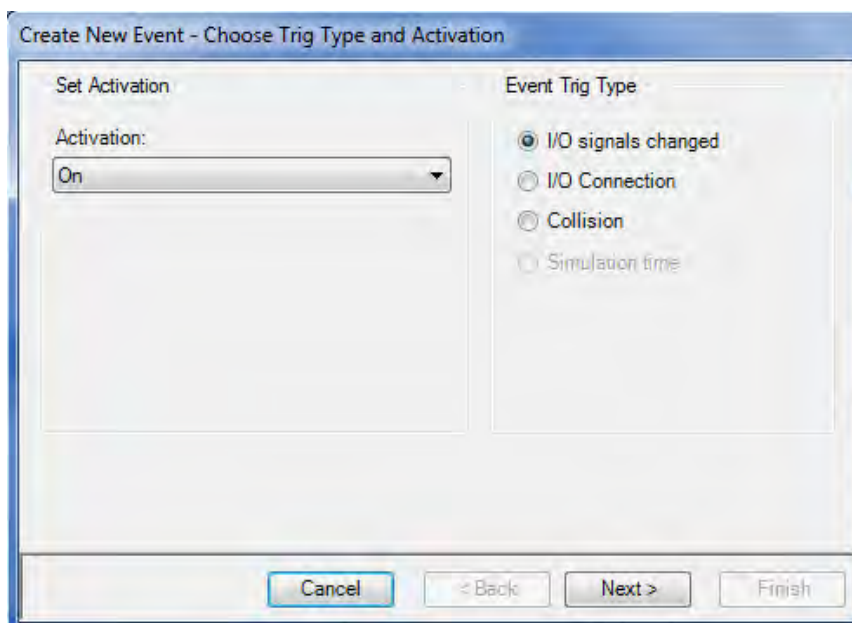 Create New Event - Choose Trig Type and Activation
Set Activation
Activation:
On
Event Trig Type
I/O signals changed
I/O Connection
Collision
Simulation time
Cancel
< Back
Next >
Finish